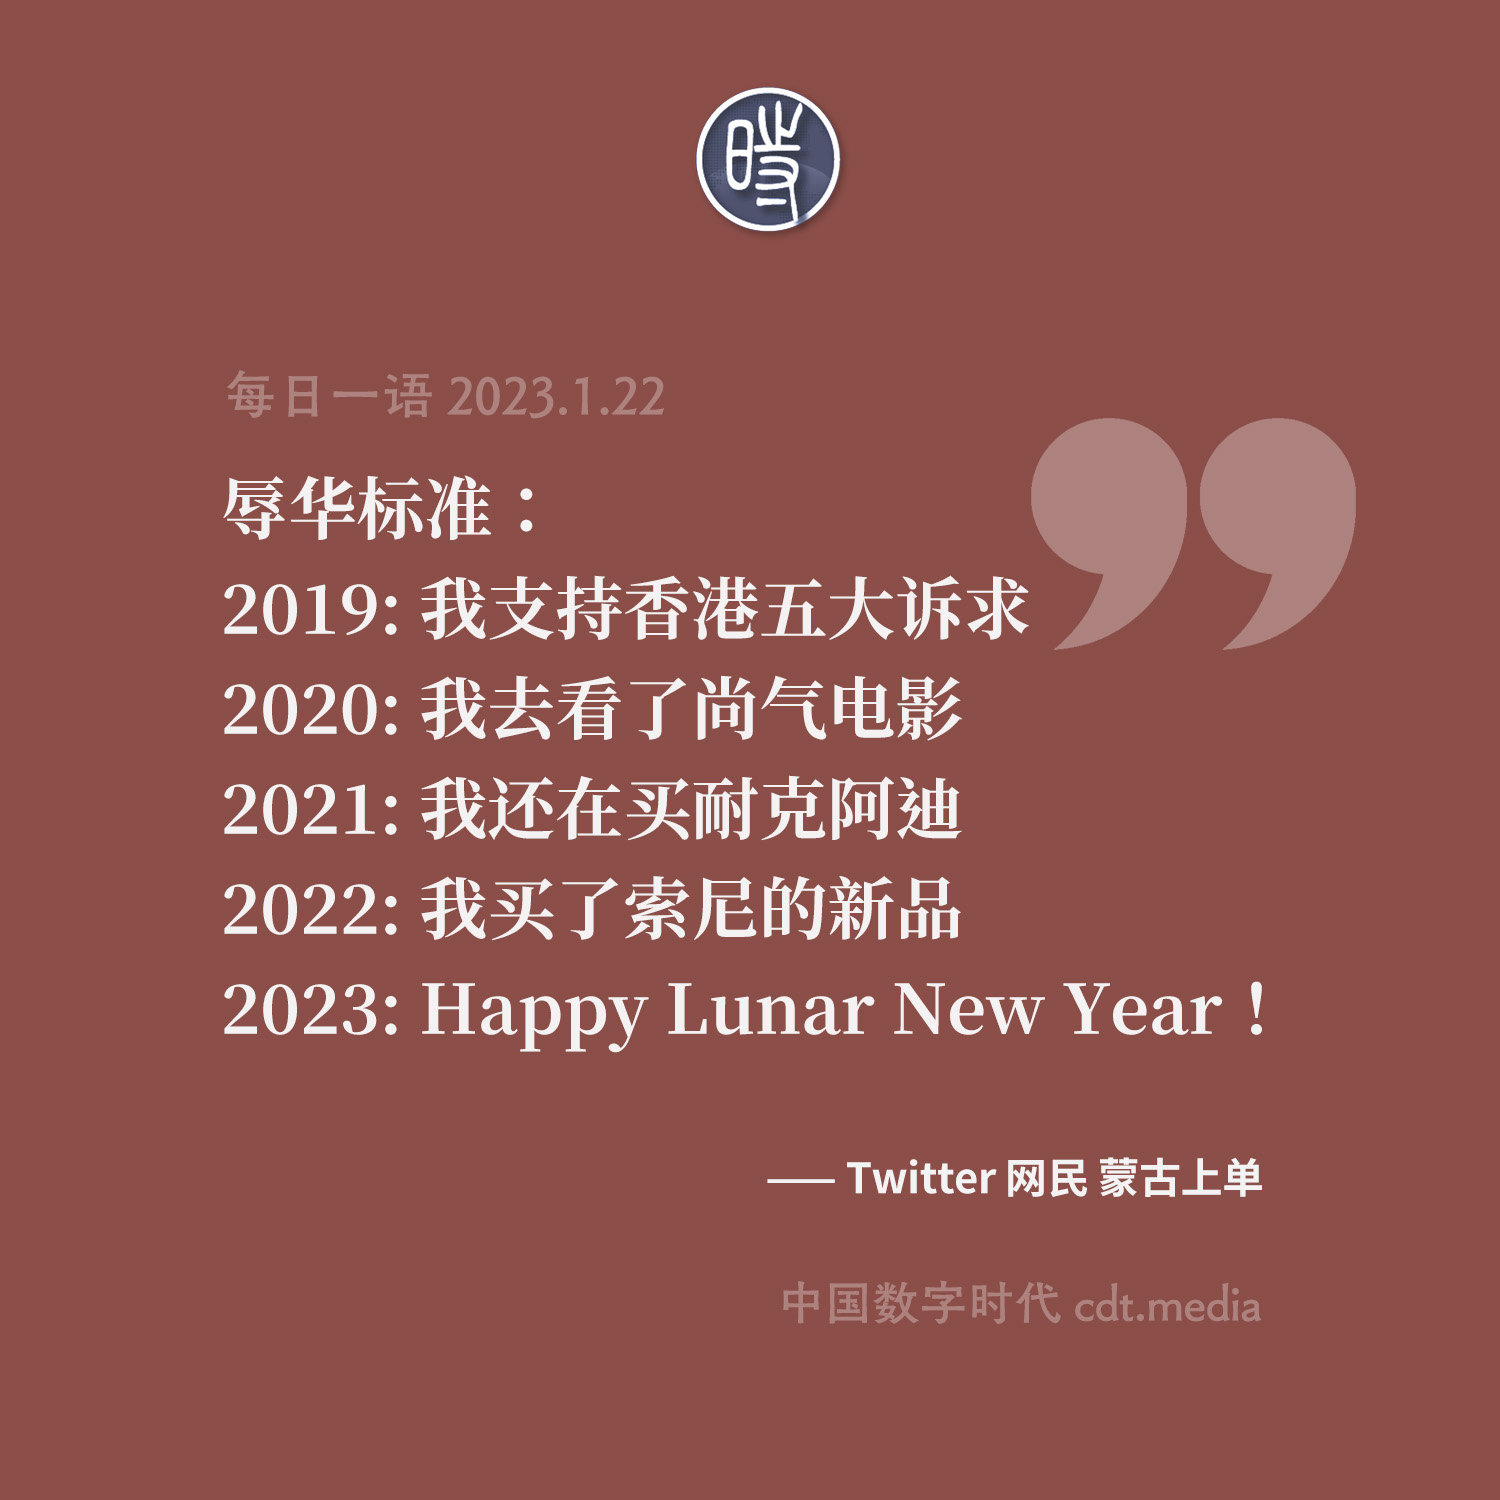 時
每日一语 2023.1.22
辱华标准：
2019: 我支持香港五大诉求
2020: 我去看了尚气电影
2021: 我还在买耐克阿迪
2022: 我买了索尼的新品
2023: Happy Lunar New Year！
—— Twitter 网民 蒙古上单
中国数字时代 cdt.media